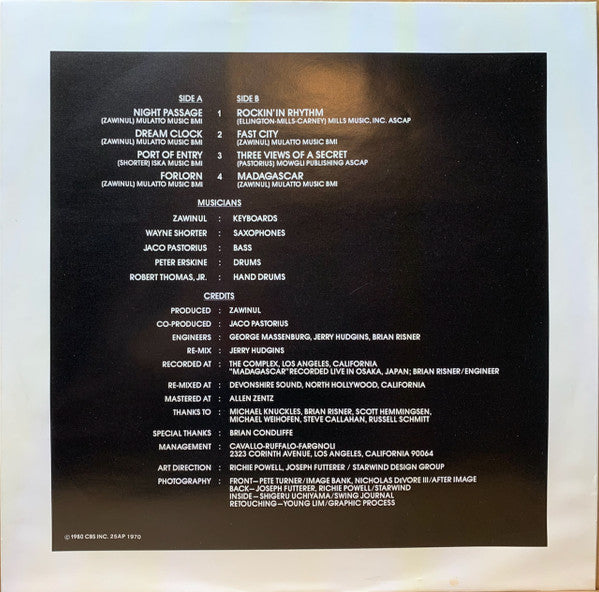 SIDE A SIDE B
NIGHT PASSAGE 1 ROCKIN' IN RHYTHM
(ZAWINUL) MULATTO MUSIC BMI (ELLINGTON-MILLS-CARNEY) MILLS MUSIC, INC. ASCAP
DREAM CLOCK 2 FAST CITY
(ZAWINUL) MULATTO MUSIC BMI (ZAWINUL) MULATTO MUSIC BMI
PORT OF ENTRY 3 THREE VIEWS OF A SECRET
(SHORTER) ISKA MUSIC BMI (PASTORIUS) MOWGLI PUBLISHING ASCAP
FORLORN 4 MADAGASCAR
(ZAWINUL) MULATTO MUSIC BMI (ZAWINUL) MULATTO MUSIC BMI
MUSICIANS
ZAWINUL : KEYBOARDS
WAYNE SHORTER : SAXOPHONES
JACO PASTORIUS : BASS
PETER ERSKINE : DRUMS
ROBERT THOMAS, JR. : HAND DRUMS
CREDITS
PRODUCED : ZAWINUL
CO-PRODUCED : JACO PASTORIUS
ENGINEERS : GEORGE MASSENBURG, JERRY HUDGINS, BRIAN RISNER
RE-MIX : JERRY HUDGINS
RECORDED AT : THE COMPLEX, LOS ANGELES, CALIFORNIA
"MADAGASCAR" RECORDED LIVE IN OSAKA, JAPAN; BRIAN RISNER/ENGINEER
RE-MIXED AT : DEVONSHIRE SOUND, NORTH HOLLYWOOD, CALIFORNIA
MASTERED AT : ALLEN ZENTZ
THANKS TO : MICHAEL KNUCKLES, BRIAN RISNER, SCOTT HEMMINGSEN,
MICHAEL WEIHOFEN, STEVE CALLAHAN, RUSSELL SCHMITT
SPECIAL THANKS : BRIAN CONDLIFFE
MANAGEMENT : CAVALLO-RUFFALO-FARGNOLI
2323 CORINTH AVENUE, LOS ANGELES, CALIFORNIA 90064
ART DIRECTION : RICHIE POWELL, JOSEPH FUTTERER / STARWIND DESIGN GROUP
PHOTOGRAPHY : FRONT—PETE TURNER/IMAGE BANK, NICHOLAS DeVORE III/AFTER IMAGE
BACK—JOSEPH FUTTERER, RICHIE POWELL/STARWIND
INSIDE—SHIGERU UCHIYAMA/SWING JOURNAL
RETOUCHING—YOUNG LIM/GRAPHIC PROCESS
© 1980 CBS INC. 25AP 1970